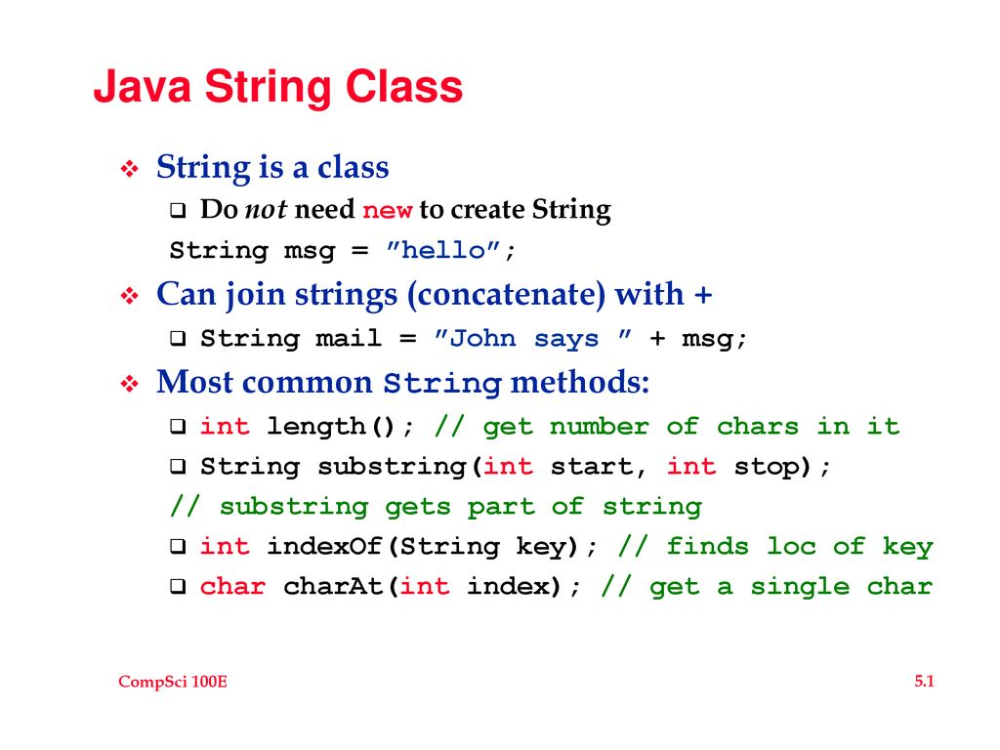 Java String Class
❖ String is a class
❑ Do not need new to create String
String msg = ”hello”;
❖ Can join strings (concatenate) with +
❑ String mail = ”John says ” + msg;
❖ Most common String methods:
❑ int length(); // get number of chars in it
❑ String substring(int start, int stop);
// substring gets part of string
❑ int indexOf(String key); // finds loc of key
❑ char charAt(int index); // get a single char
CompSci 100E 5.1